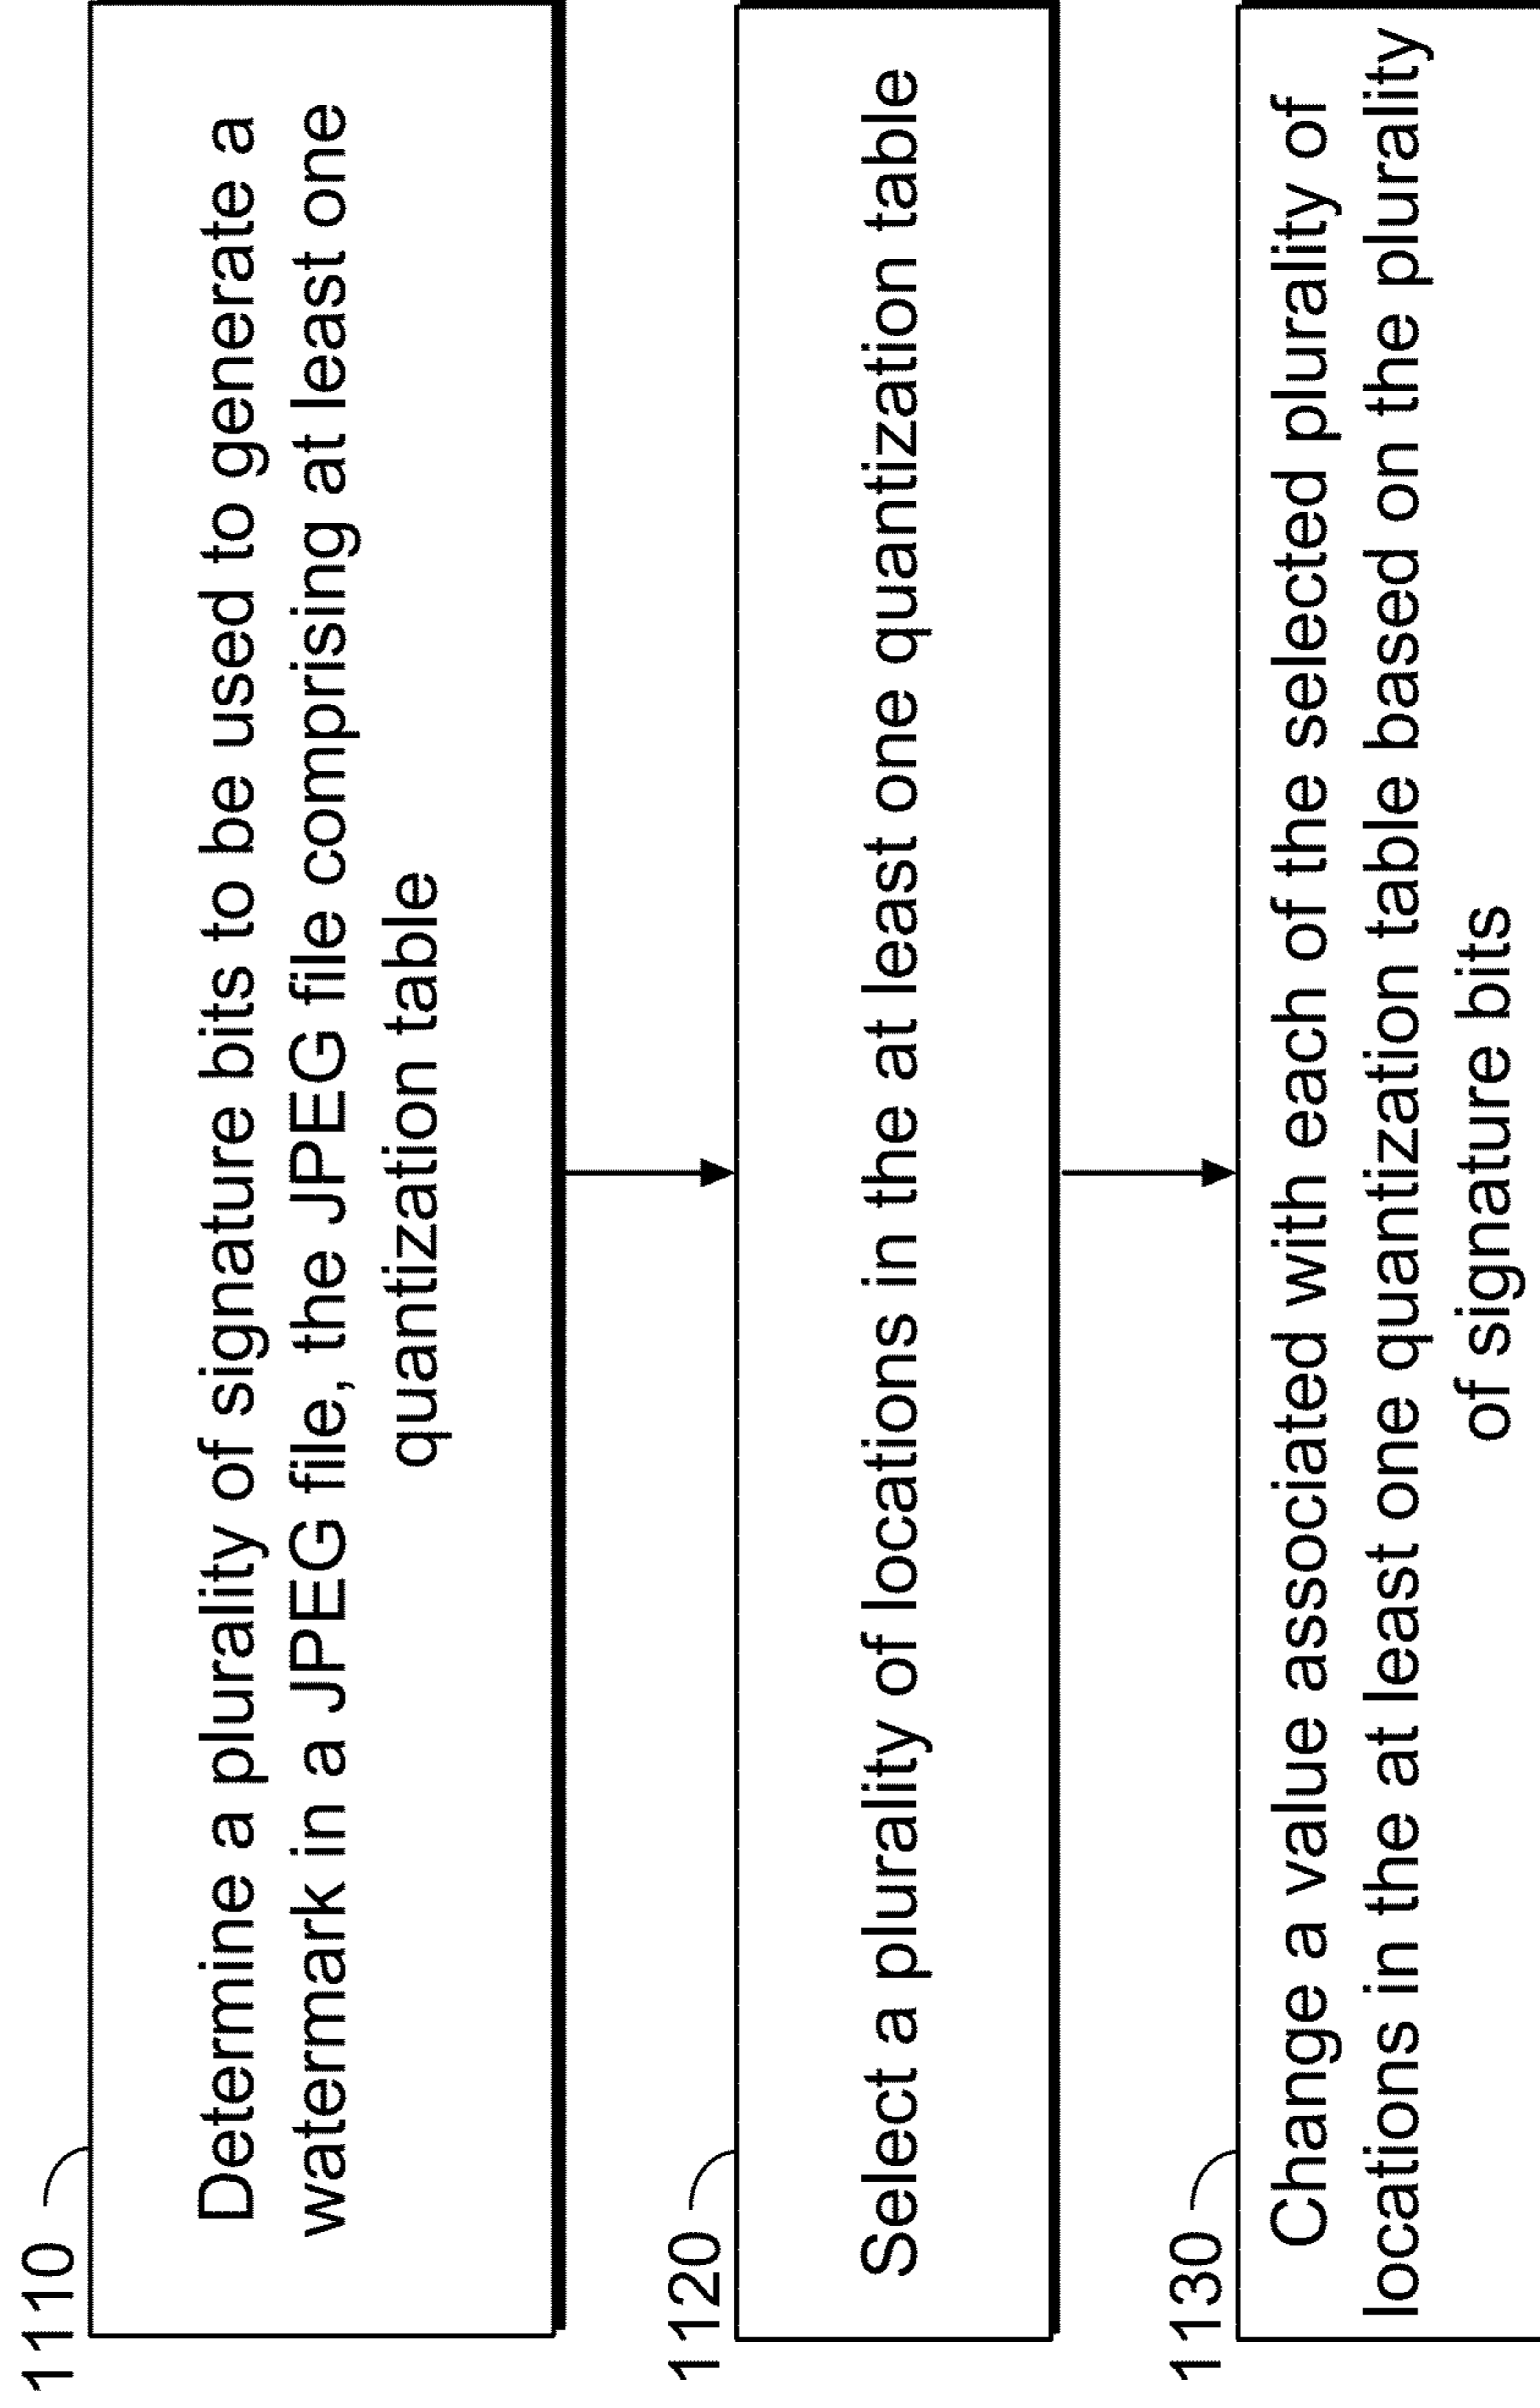 1110
Determine a plurality of signature bits to be used to generate a
watermark in a JPEG file, the JPEG file comprising at least one
quantization table
1120
Select a plurality of locations in the at least one quantization table
1130
Change a value associated with each of the selected plurality of
locations in the at least one quantization table based on the plurality
of signature bits